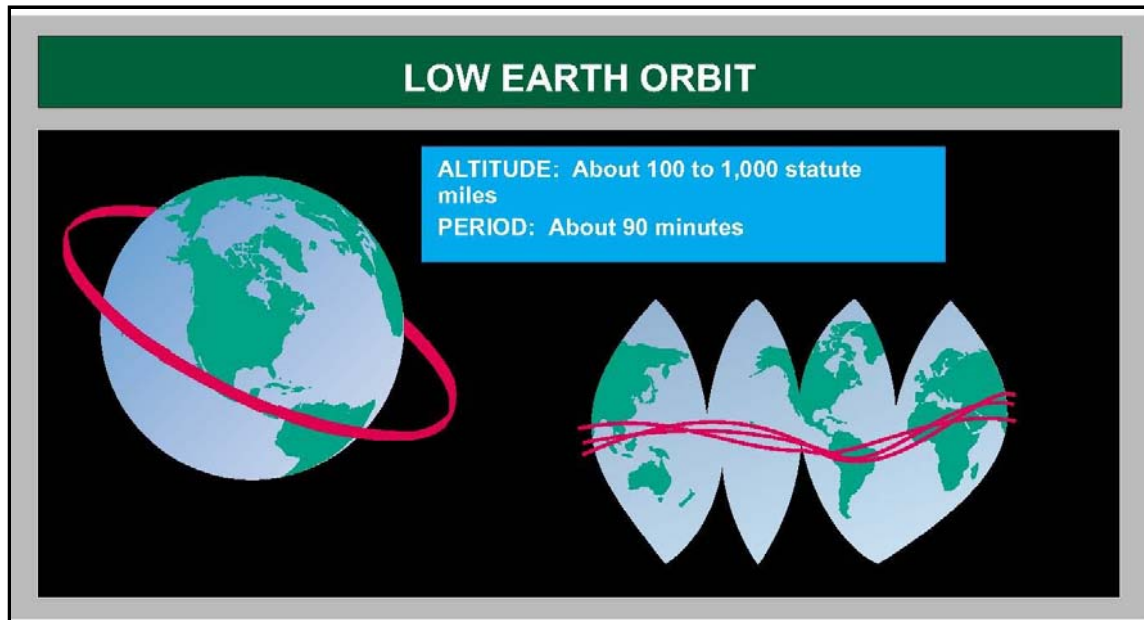 LOW EARTH ORBIT
ALTITUDE: About 100 to 1,000 statute
miles
PERIOD: About 90 minutes